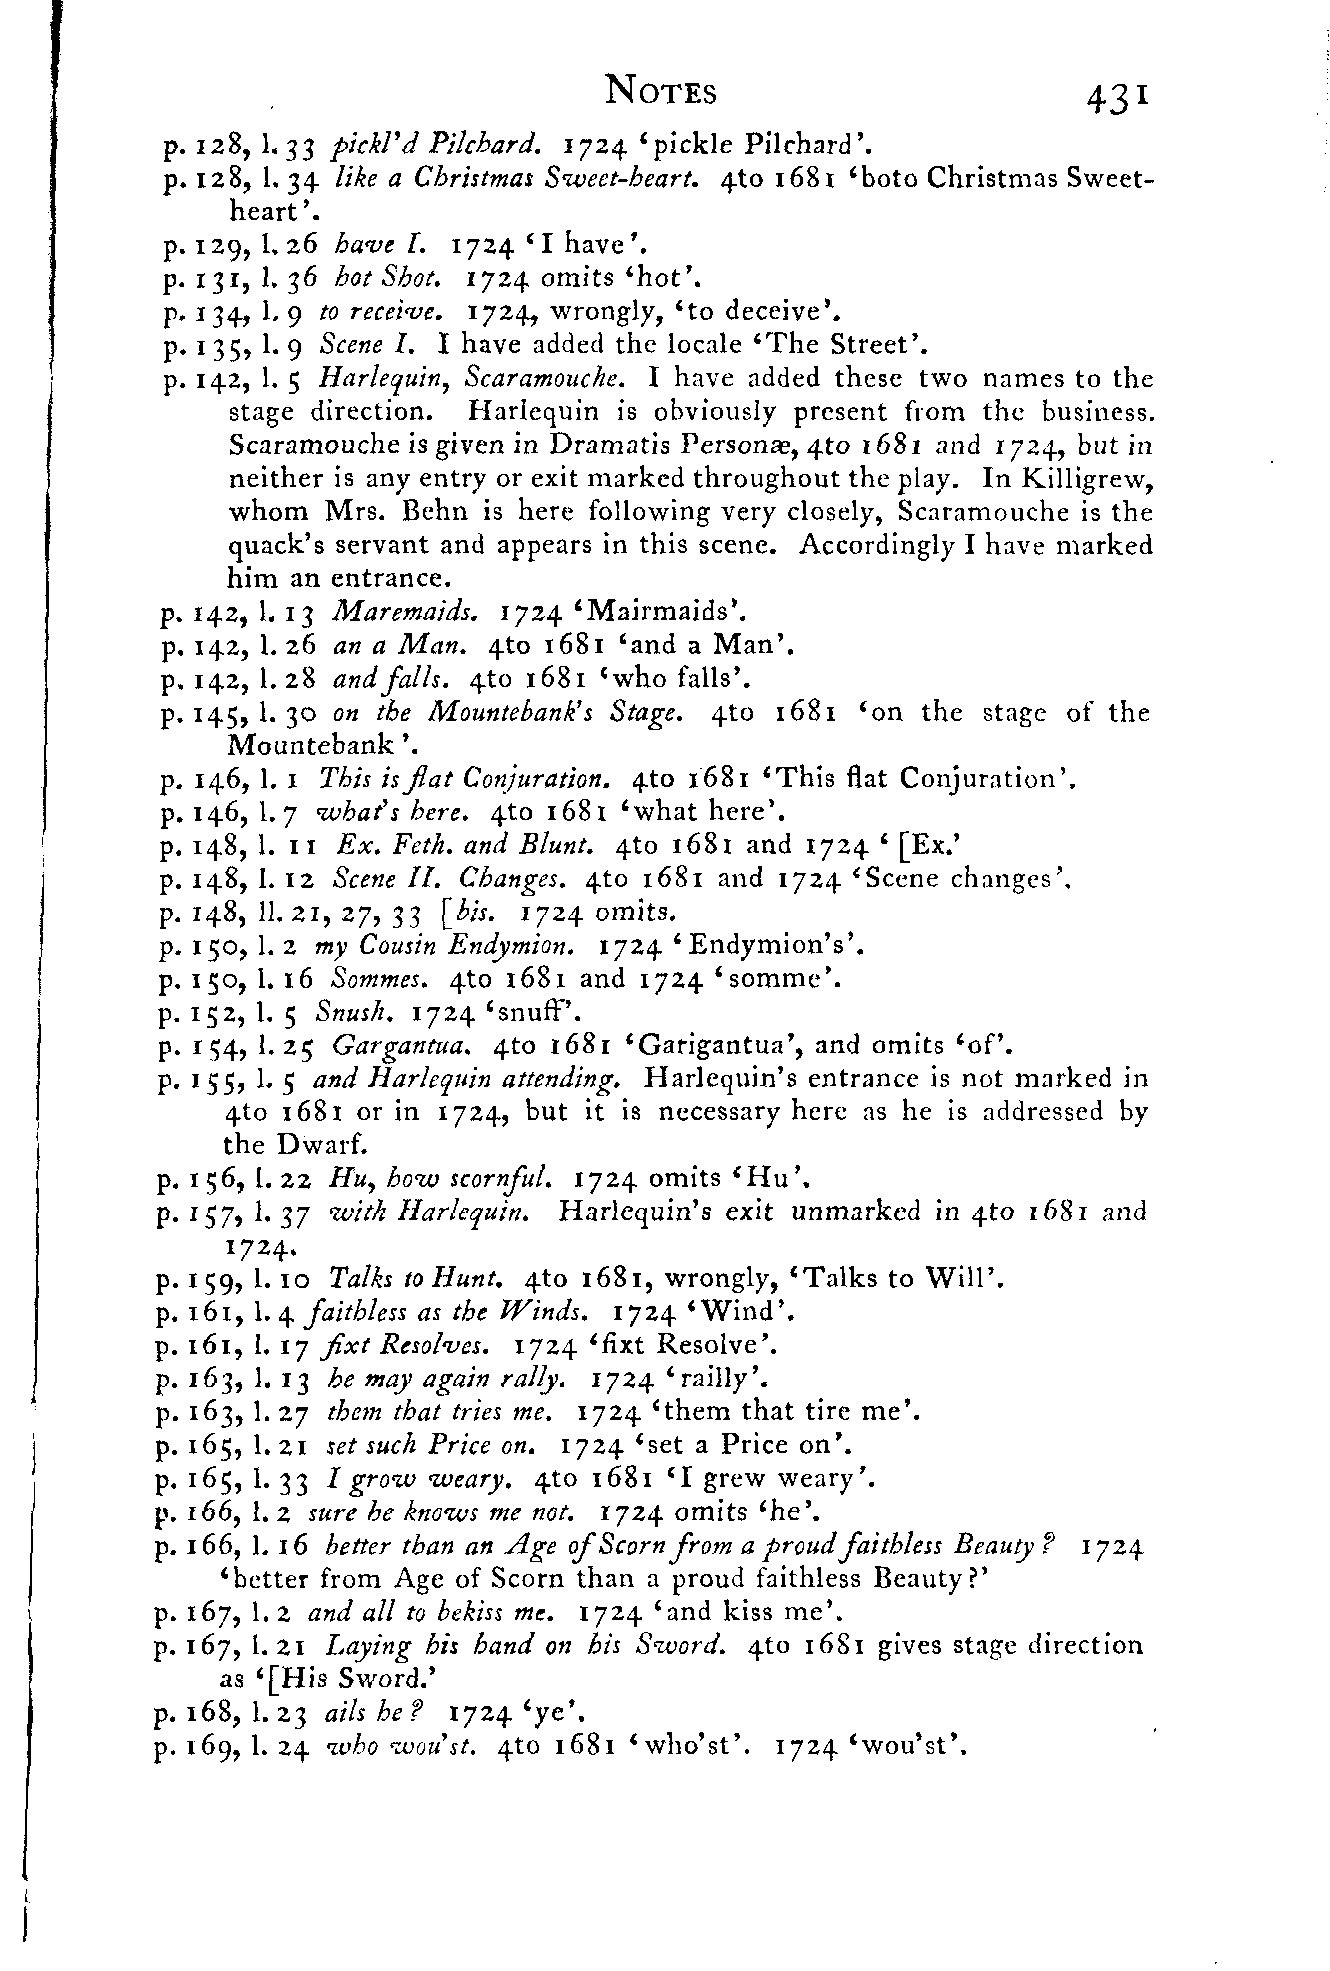 NOTES 431
p. 128, l. 33 pickl'd Pilchard. 1724 ‘pickle Pilchard’.
p. 128, l. 34 like a Christmas Sweet-heart. 4to 1681 ‘boto Christmas Sweet-
heart’.
p. 129, l. 26 have I. 1724 ‘I have’.
p. 131, l. 36 hot Shot. 1724 omits ‘hot’.
p. 134, l. 9 to receive. 1724, wrongly, ‘to deceive’.
p. 135, l. 9 Scene I. I have added the locale ‘The Street’.
p. 142, l. 5 Harlequin, Scaramouche. I have added these two names to the
stage direction. Harlequin is obviously present from the business.
Scaramouche is given in Dramatis Personæ, 4to 1681 and 1724, but in
neither is any entry or exit marked throughout the play. In Killigrew,
whom Mrs. Behn is here following very closely, Scaramouche is the
quack's servant and appears in this scene. Accordingly I have marked
him an entrance.
p. 142, l. 13 Maremaids. 1724 ‘Mairmaids’.
p. 142, l. 26 an a Man. 4to 1681 ‘and a Man’.
p. 142, l. 28 and falls. 4to 1681 ‘who falls’.
p. 145, l. 30 on the Mountebank's Stage. 4to 1681 ‘on the stage of the
Mountebank’.
p. 146, l. 1 This is flat Conjuration. 4to 1681 ‘This flat Conjuration’.
p. 146, l. 7 what's here. 4to 1681 ‘what here’.
p. 148, l. 11 Ex. Feth. and Blunt. 4to 1681 and 1724 ‘[Ex.’
p. 148, l. 12 Scene II. Changes. 4to 1681 and 1724 ‘Scene changes’.
p. 148, ll. 21, 27, 33 [bis. 1724 omits.
p. 150, l. 2 my Cousin Endymion. 1724 ‘Endymion's’.
p. 150, l. 16 Sommes. 4to 1681 and 1724 ‘somme’.
p. 152, l. 5 Snush. 1724 ‘snuff’.
p. 154, l. 25 Gargantua. 4to 1681 ‘Garigantua’, and omits ‘of’.
p. 155, l. 5 and Harlequin attending. Harlequin's entrance is not marked in
4to 1681 or in 1724, but it is necessary here as he is addressed by
the Dwarf.
p. 156, l. 22 Hu, how scornful. 1724 omits ‘Hu’.
p. 157, l. 37 with Harlequin. Harlequin's exit unmarked in 4to 1681 and
1724.
p. 159, l. 10 Talks to Hunt. 4to 1681, wrongly, ‘Talks to Will’.
p. 161, l. 4 faithless as the Winds. 1724 ‘Wind’.
p. 161, l. 17 fixt Resolves. 1724 ‘fixt Resolve’.
p. 163, l. 13 he may again rally. 1724 ‘railly’.
p. 163, l. 27 them that tries me. 1724 ‘them that tire me’.
p. 165, l. 21 set such Price on. 1724 ‘set a Price on’.
p. 165, l. 33 I grow weary. 4to 1681 ‘I grew weary’.
p. 166, l. 2 sure he knows me not. 1724 omits ‘he’.
p. 166, l. 16 better than an Age of Scorn from a proud faithless Beauty? 1724
‘better from Age of Scorn than a proud faithless Beauty?’
p. 167, l. 2 and all to bekiss me. 1724 ‘and kiss me’.
p. 167, l. 21 Laying his hand on his Sword. 4to 1681 gives stage direction
as ‘[His Sword.’
p. 168, l. 23 ails he? 1724 ‘ye’.
p. 169, l. 24 who wou'st. 4to 1681 ‘who'st’. 1724 ‘wou'st’.